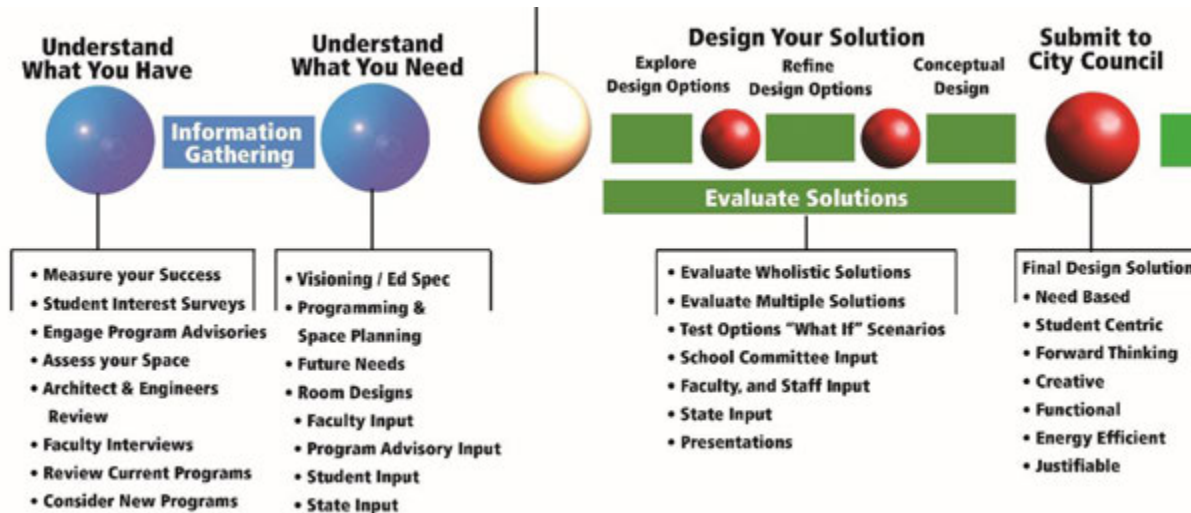 Understand
What You Have
Understand
What You Need
Design Your Solution
Explore
Design Options
Refine
Design Options
Conceptual
Design
Submit to
City Council
Information
Gathering
Evaluate Solutions
• Measure your Success
• Student Interest Surveys
• Engage Program Advisories
• Assess your Space
• Architect & Engineers
Review
• Faculty Interviews
• Review Current Programs
• Consider New Programs
• Visioning / Ed Spec
• Programming &
Space Planning
• Future Needs
• Room Designs
• Faculty Input
• Program Advisory Input
• Student Input
• State Input
• Evaluate Wholistic Solutions
• Evaluate Multiple Solutions
• Test Options "What If" Scenarios
• School Committee Input
• Faculty, and Staff Input
• State Input
• Presentations
Final Design Solution
• Need Based
• Student Centric
• Forward Thinking
• Creative
• Functional
• Energy Efficient
• Justifiable